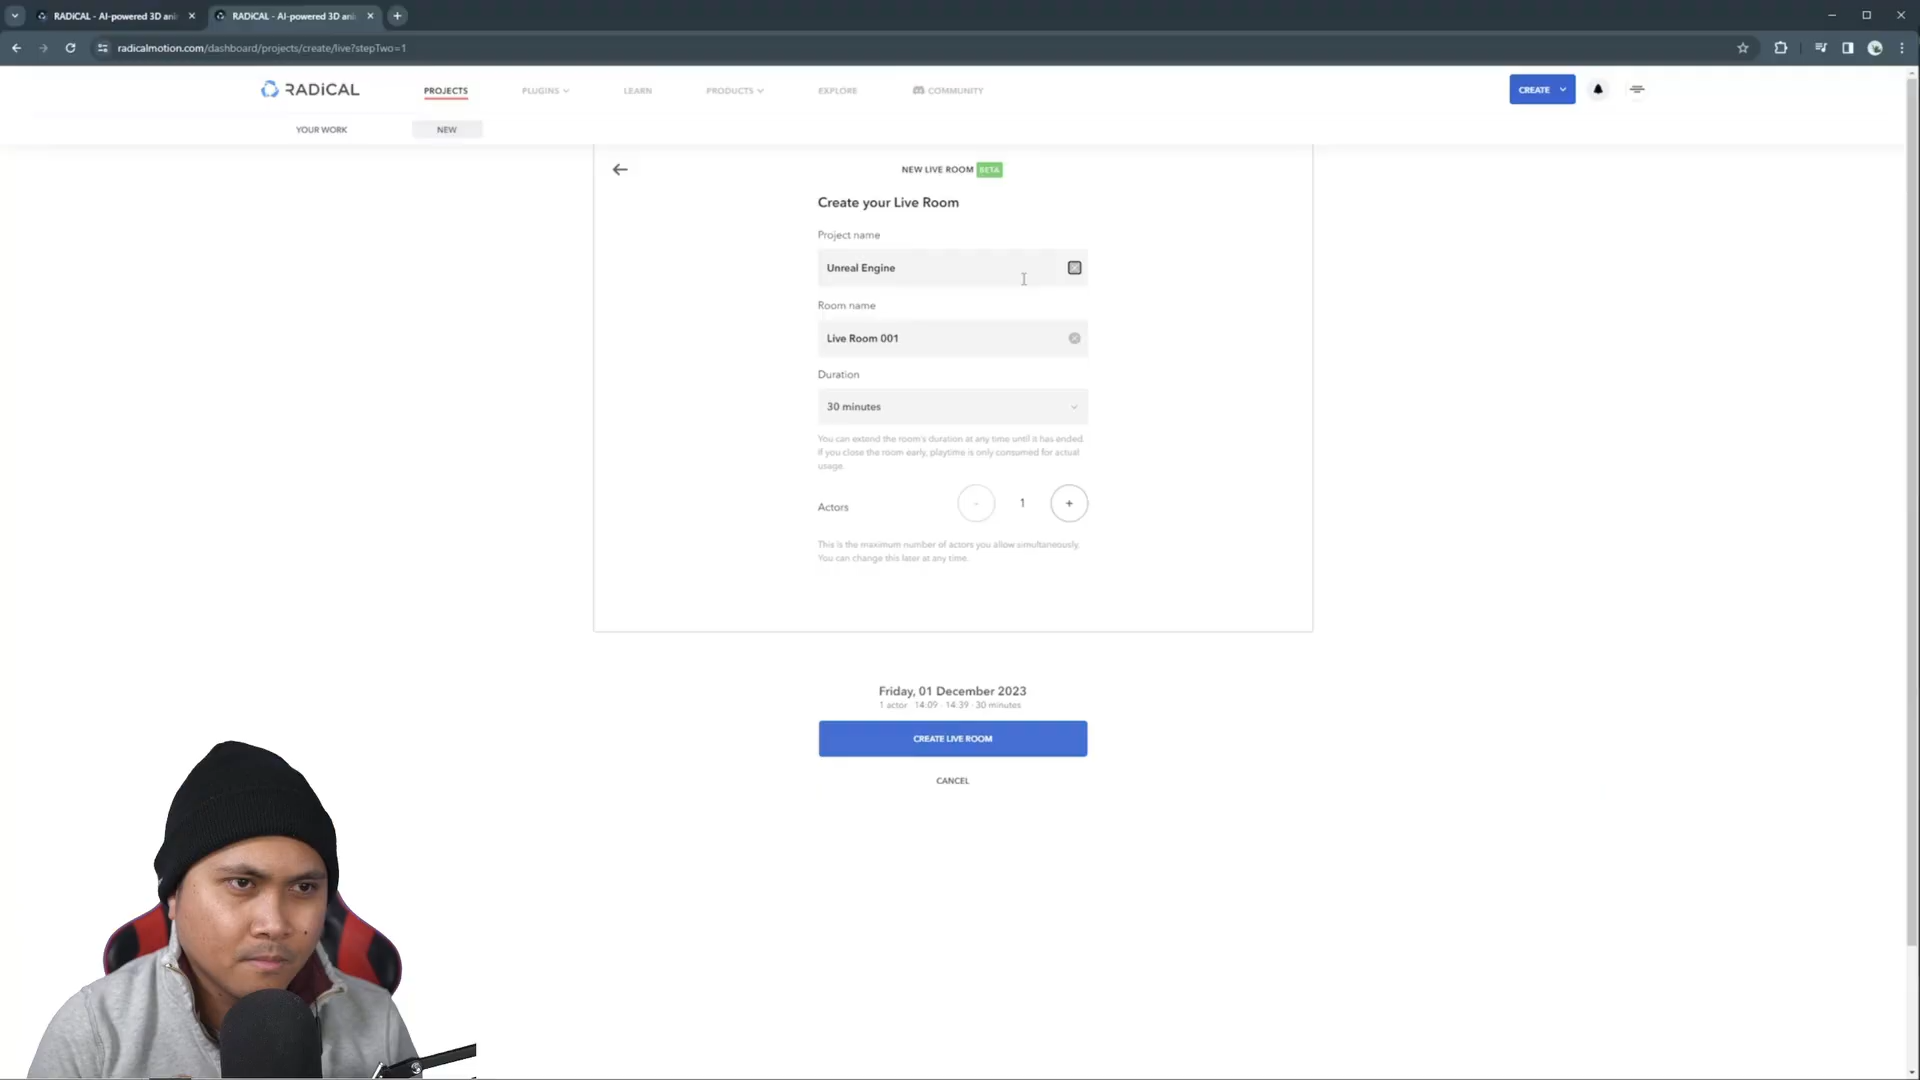 RADiCAL - AI-powered 3D ani
RADiCAL - AI-powered 3D ani
radicalmotion.com/dashboard/projects/create/live?stepTwo=1
RADiCAL
PROJECTS
PLUGINS
LEARN
PRODUCTS
EXPLORE
COMMUNITY
CREATE
YOUR WORK
NEW
NEW LIVE ROOM BETA
Create your Live Room
Project name
Unreal Engine
Room name
Live Room 001
Duration
30 minutes
You can extend the room's duration at any time until it has ended.
If you close the room early, playtime is only consumed for actual
usage.
Actors
- 1 +
This is the maximum number of actors you allow simultaneously.
You can change this later at any time.
Friday, 01 December 2023
1 actor · 14:09 - 14:39 · 30 minutes
CREATE LIVE ROOM
CANCEL